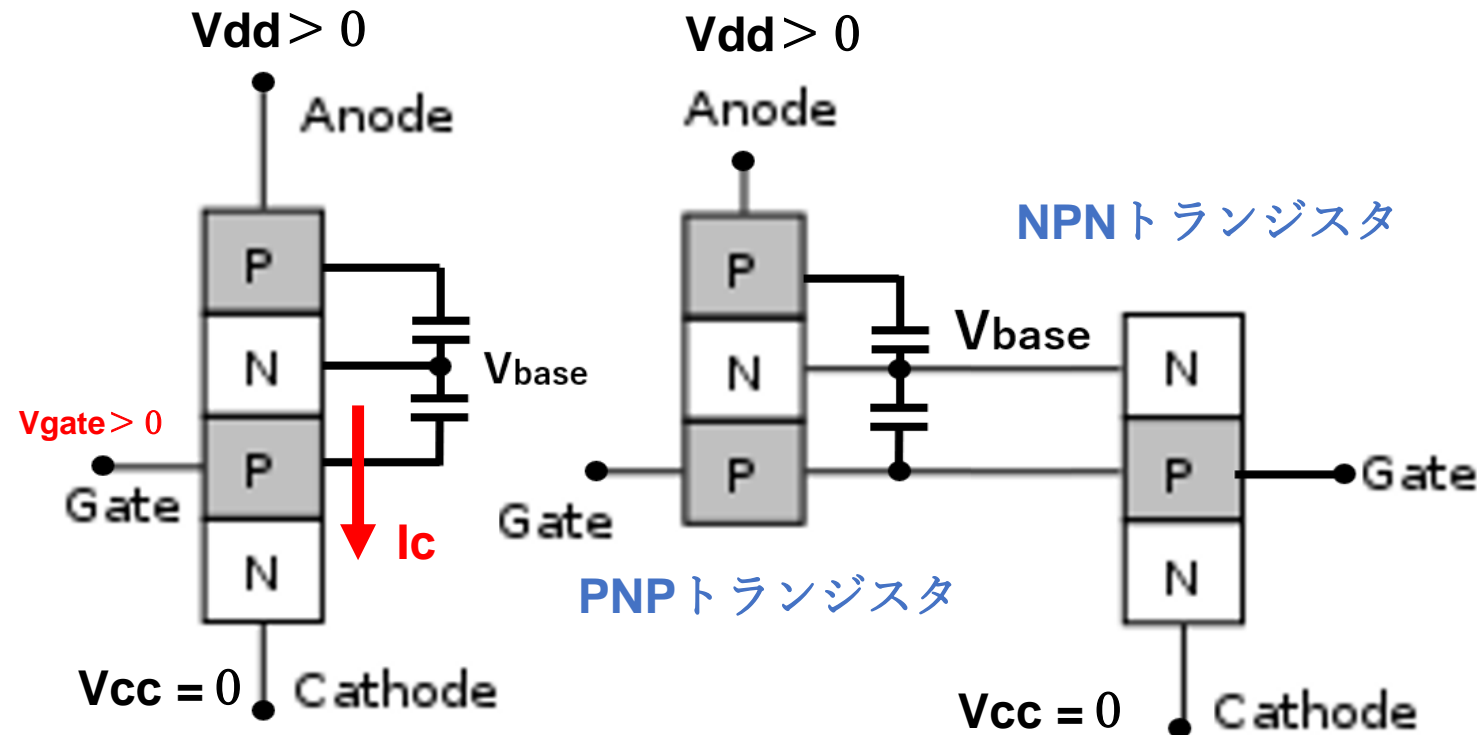 Vdd＞0
Anode
P
N
P
N
Vbase
Vgate＞0
Gate
Ic
Vcc = 0
Cathode
Vdd＞0
Anode
NPNトランジスタ
P
N
P
Vbase
Gate
PNPトランジスタ
N
P
N
Gate
Vcc = 0
Cathode